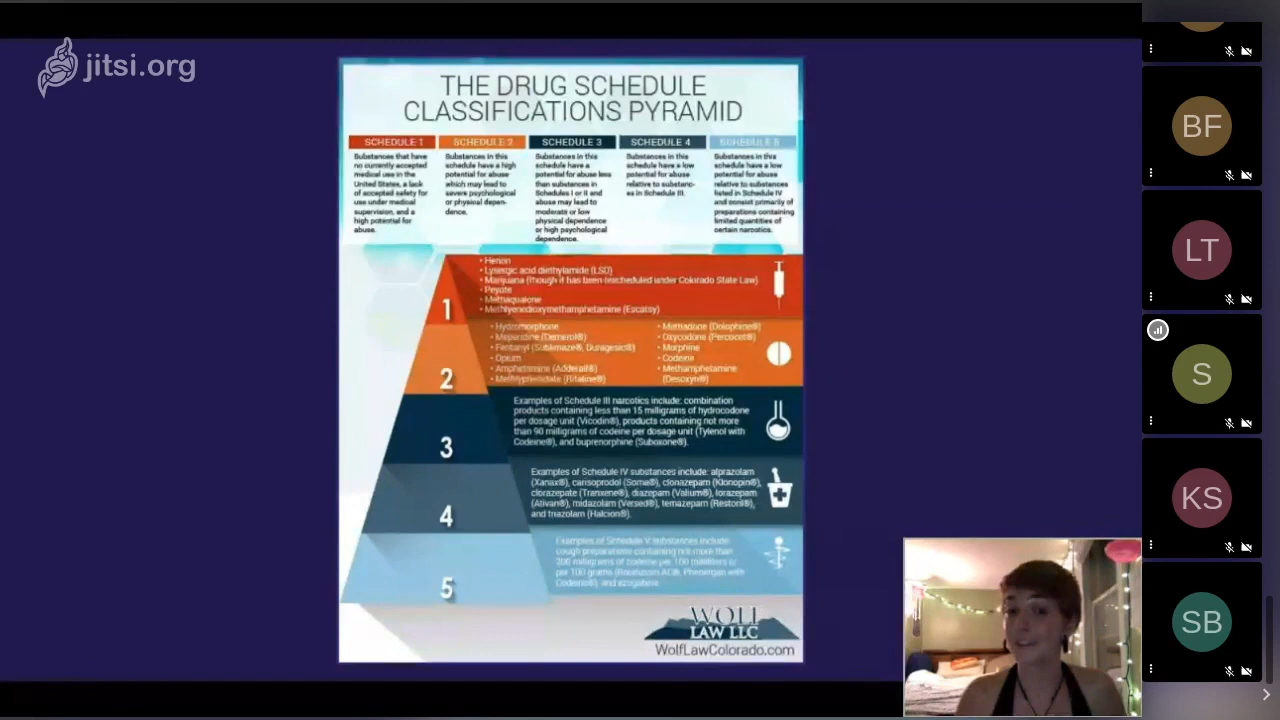 jitsi.org
THE DRUG SCHEDULE
CLASSIFICATIONS PYRAMID
SCHEDULE 1
Substances that have
no currently accepted
medical use in the
United States, a lack
of accepted safety for
use under medical
supervision, and a
high potential for
abuse.
SCHEDULE 2
Substances in this
schedule have a high
potential for abuse
which may lead to
severe psychological
or physical depen-
dence.
SCHEDULE 3
Substances in this
schedule have a
potential for abuse less
than substances in
Schedules I or II and
abuse may lead to
moderate or low
physical dependence
or high psychological
dependence.
SCHEDULE 4
Substances in this
schedule have a low
potential for abuse
relative to substanc-
es in Schedule III.
SCHEDULE 5
Substances in this
schedule have a low
potential for abuse
relative to substances
listed in Schedule IV
and consist primarily of
preparations containing
limited quantities of
certain narcotics.
1
• Heroin
• Lysergic acid diethylamide (LSD)
• Marijuana (though it has been rescheduled under Colorado State Law)
• Peyote
• Methaqualone
• Methlyenedioxymethamphetamine (Escatsy)
2
• Hydromorphone
• Meperidine (Demerol®)
• Fentanyl (Sublimaze®, Duragesic®)
• Opium
• Amphetamine (Adderall®)
• Methylphenidate (Ritaline®)
• Methadone (Dolophine®)
• Oxycodone (Percocet®)
• Morphine
• Codeine
• Methamphetamine
(Desoxyn®)
3
Examples of Schedule III narcotics include: combination
products containing less than 15 milligrams of hydrocodone
per dosage unit (Vicodin®), products containing not more
than 90 milligrams of codeine per dosage unit (Tylenol with
Codeine®), and buprenorphine (Suboxone®).
4
Examples of Schedule IV substances include: alprazolam
(Xanax®), carisoprodol (Soma®), clonazepam (Klonopin®),
clorazepate (Tranxene®), diazepam (Valium®), lorazepam
(Ativan®), midazolam (Versed®), temazepam (Restoril®),
and triazolam (Halcion®).
5
Examples of Schedule V substances include
cough preparations containing not more than
200 milligrams of codeine per 100 milliliters or
per 100 grams (Robitussin AC®, Phenergan with
Codeine®), and ezogabine
WOLF
LAW LLC
WolfLawColorado.com
BF
LT
S
KS
SB